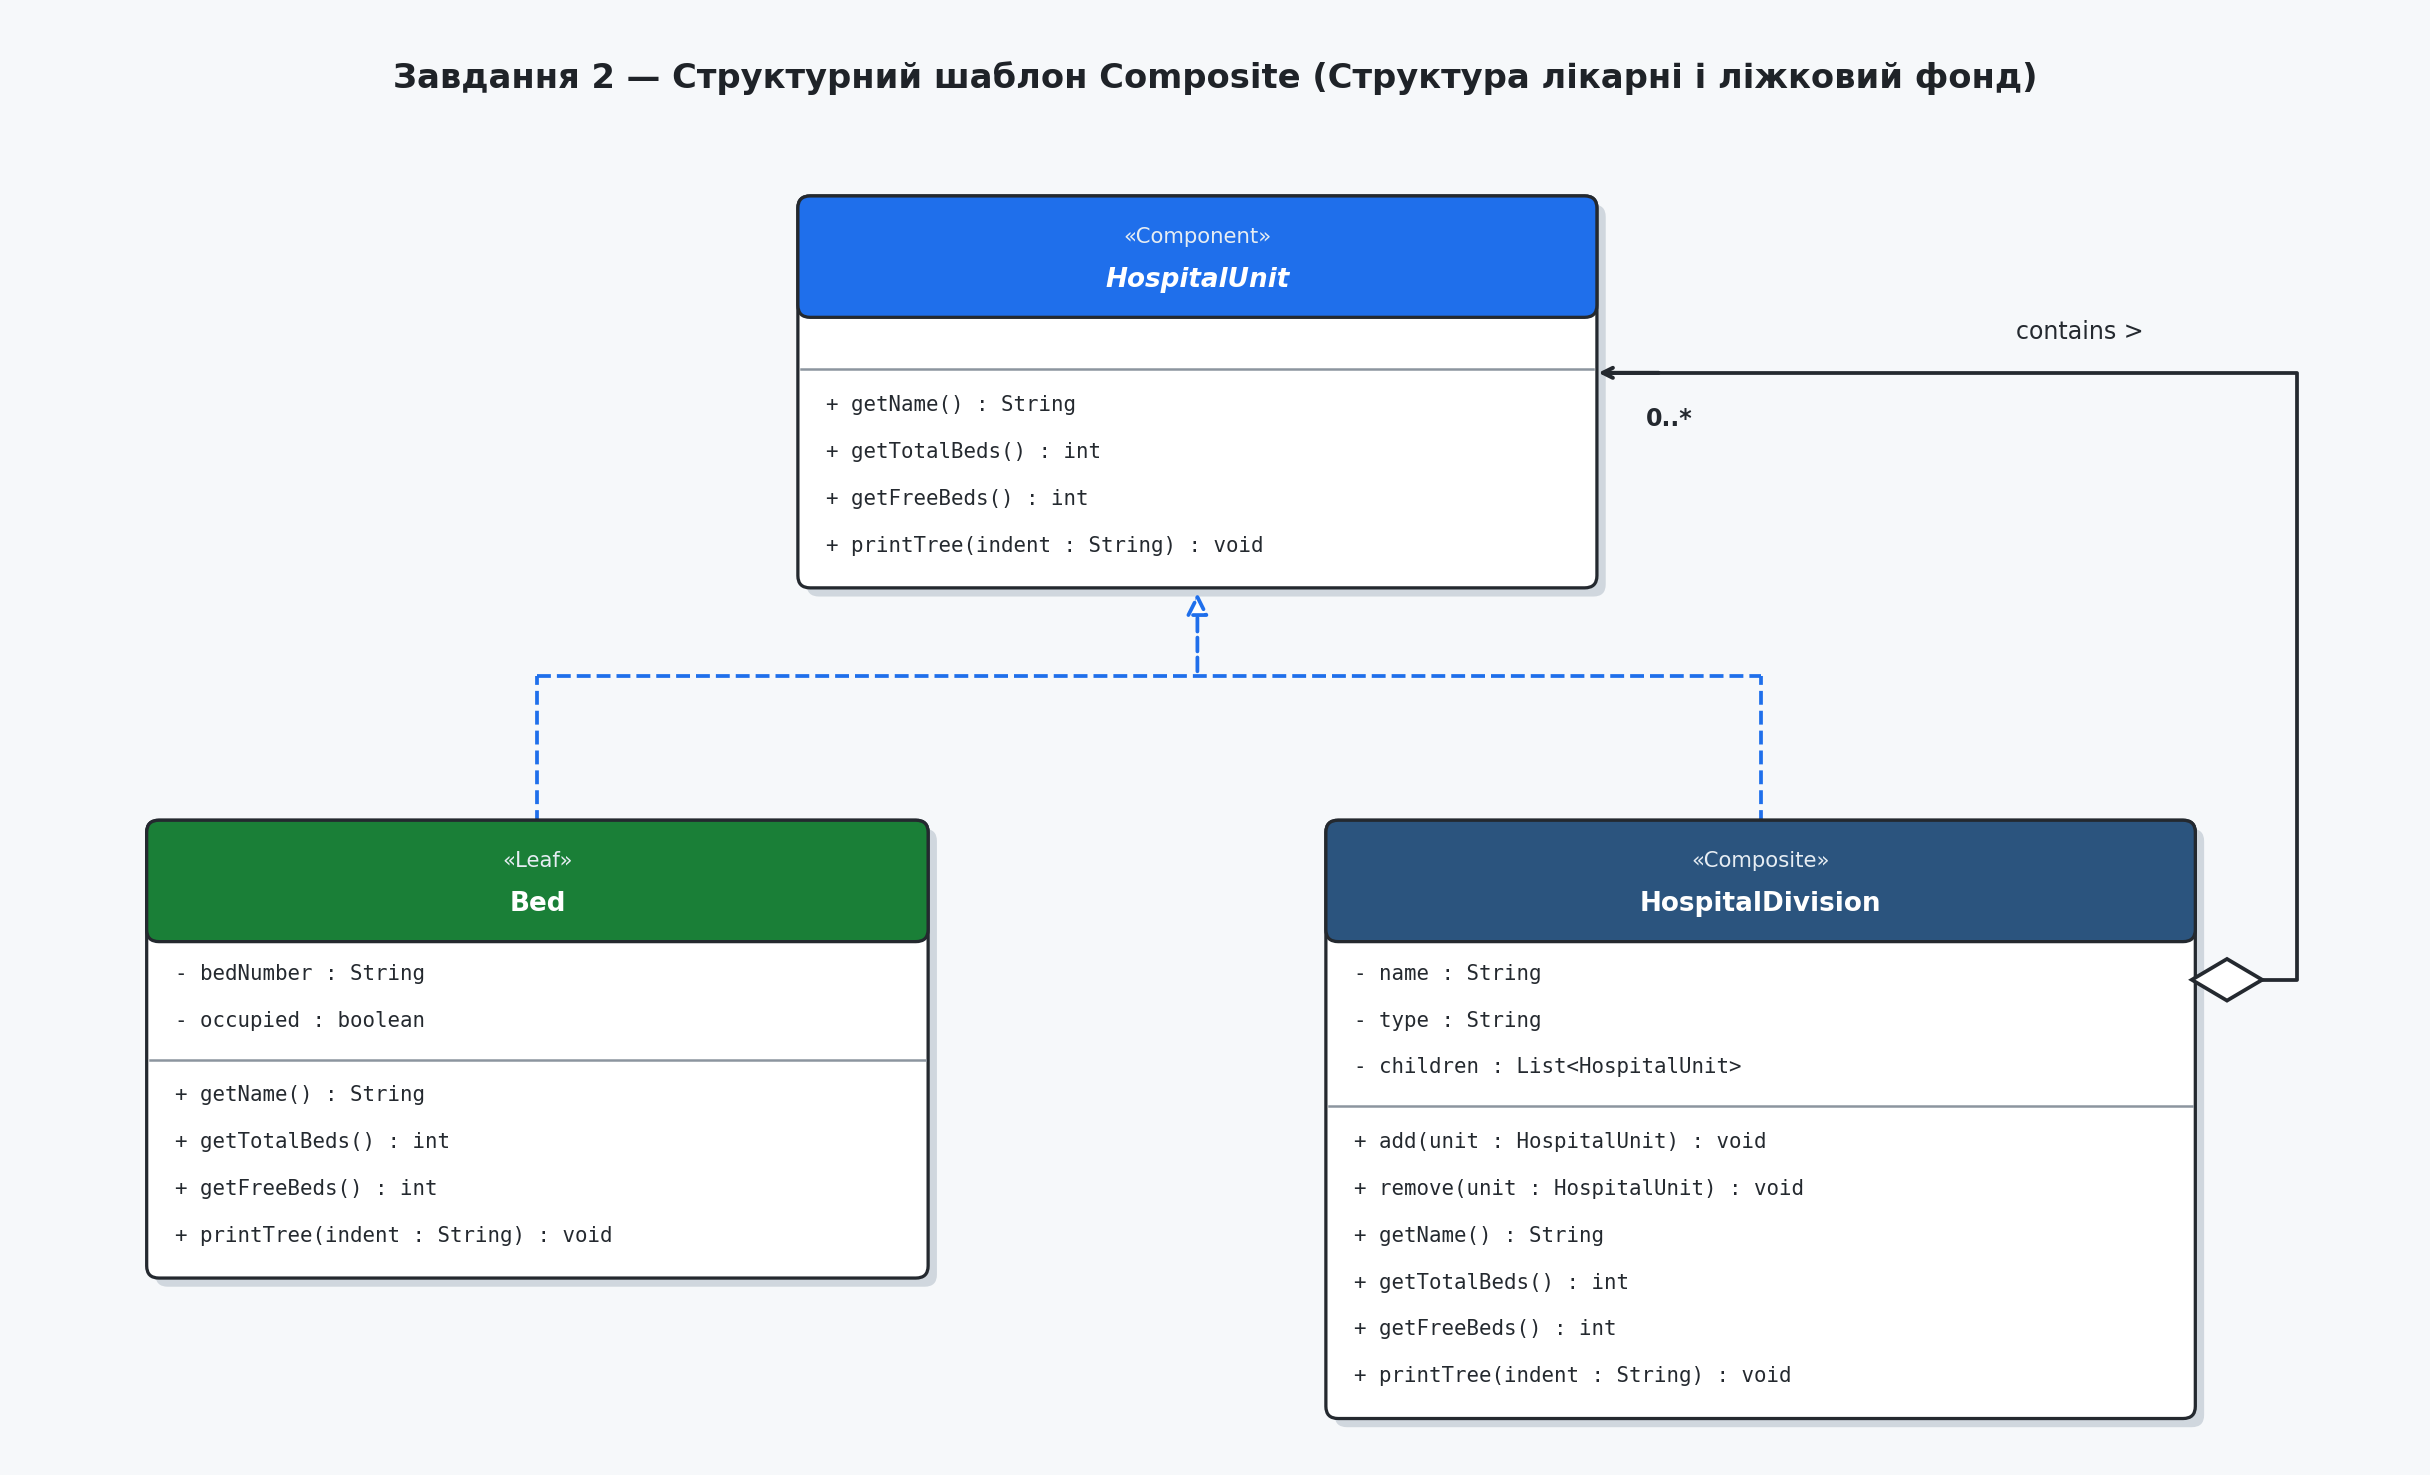 Завдання 2 — Структурний шаблон Composite (Структура лікарні і ліжковий фонд)
«Component»
HospitalUnit
+ getName() : String
+ getTotalBeds() : int
+ getFreeBeds() : int
+ printTree(indent : String) : void
contains >
0..*
«Leaf»
Bed
- bedNumber : String
- occupied : boolean
+ getName() : String
+ getTotalBeds() : int
+ getFreeBeds() : int
+ printTree(indent : String) : void
«Composite»
HospitalDivision
- name : String
- type : String
- children : List<HospitalUnit>
+ add(unit : HospitalUnit) : void
+ remove(unit : HospitalUnit) : void
+ getName() : String
+ getTotalBeds() : int
+ getFreeBeds() : int
+ printTree(indent : String) : void